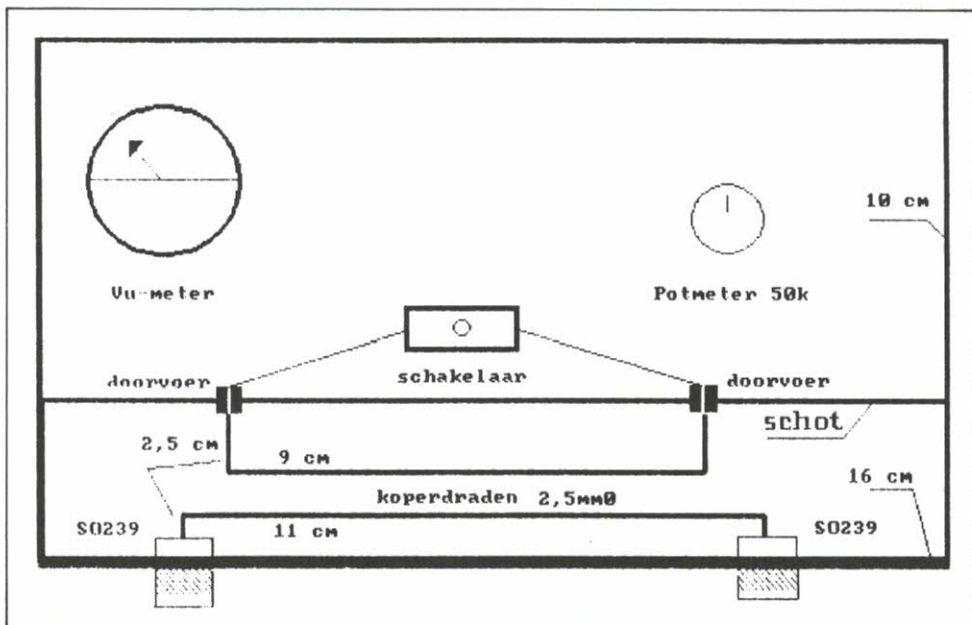 10 cm
Vu-meter
Potmeter 50k
doorvoer
schakelaar
doorvoer
schot
2,5 cm
9 cm
16 cm
koperdraden 2,5mm0
SO239
11 cm
SO239